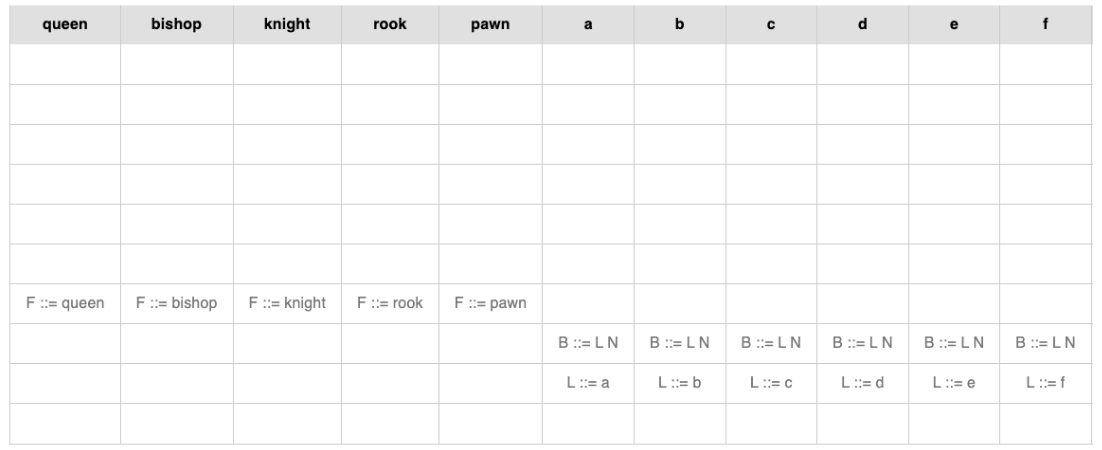 queen bishop knight rook pawn a b c d e f
F ::= queen F ::= bishop F ::= knight F ::= rook F ::= pawn
B ::= L N B ::= L N B ::= L N B ::= L N B ::= L N B ::= L N
L ::= a L ::= b L ::= c L ::= d L ::= e L ::= f